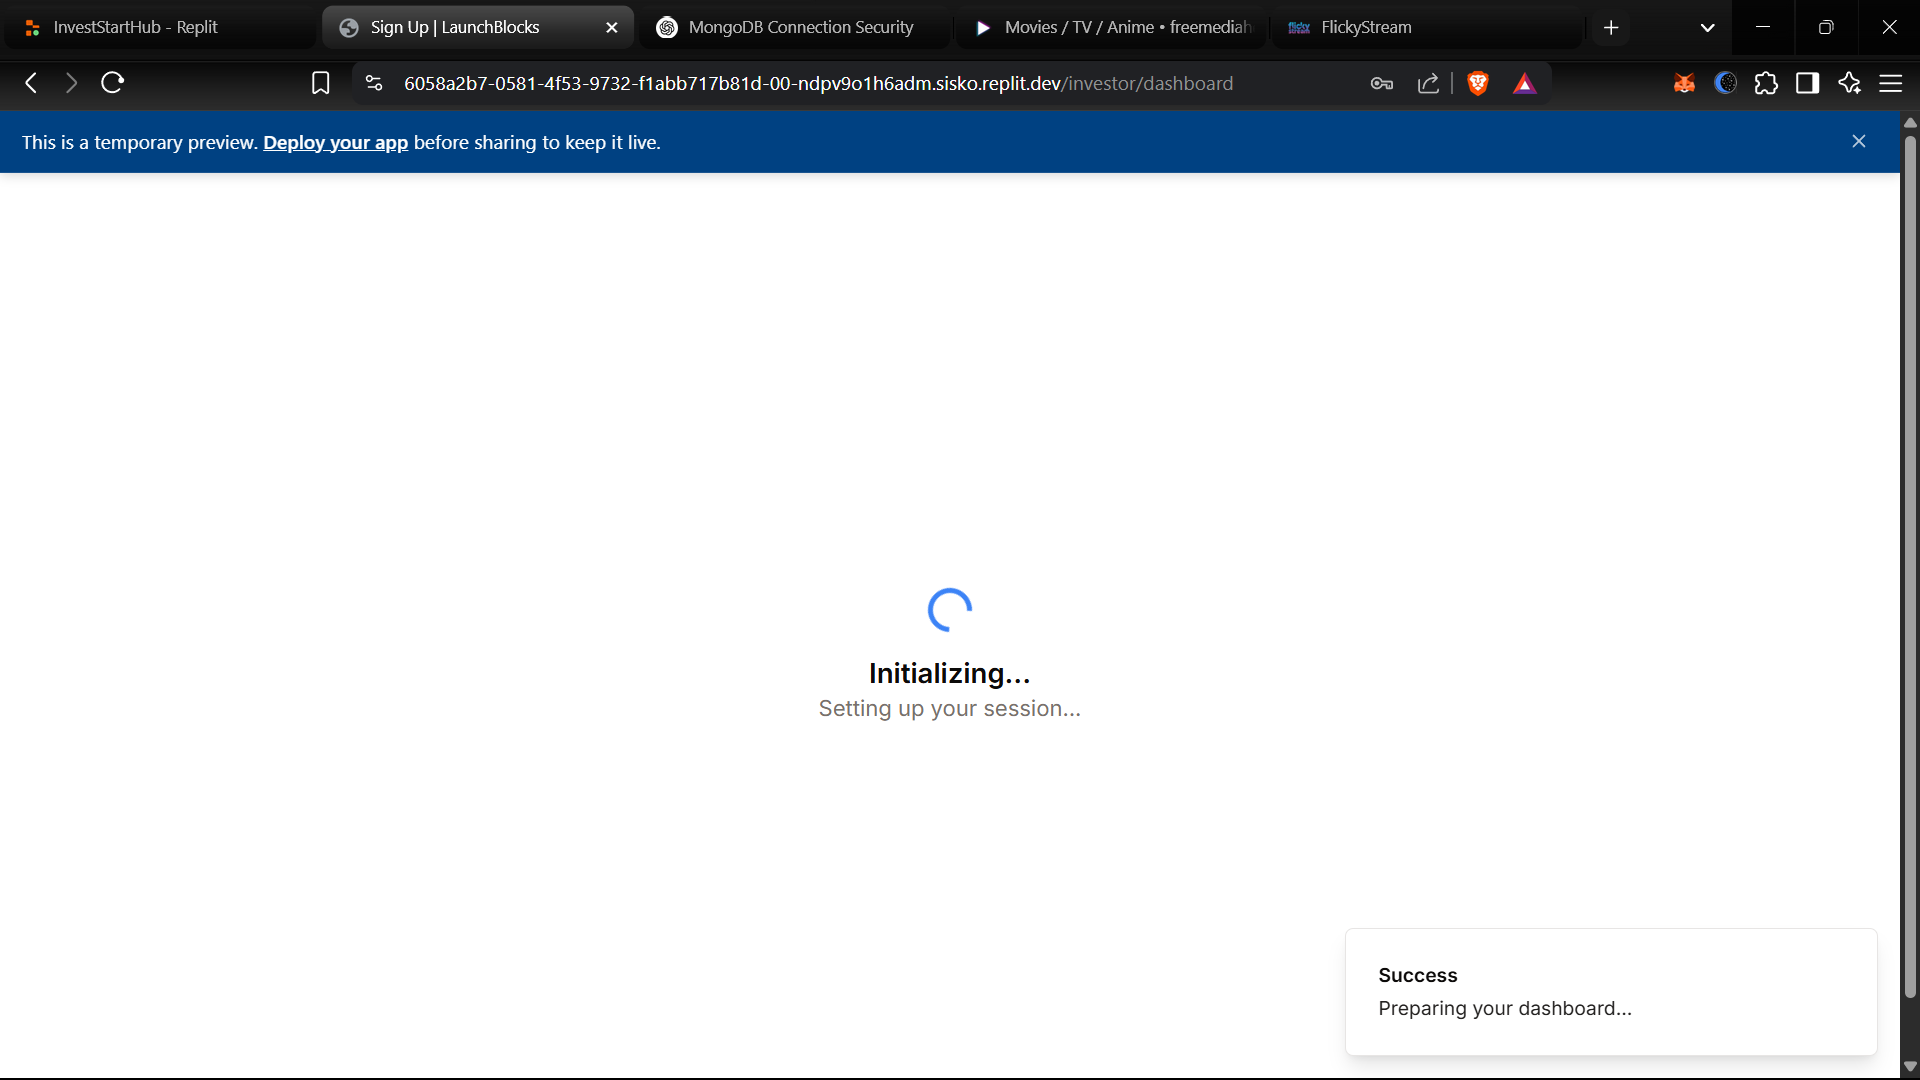 InvestStartHub - Replit
Sign Up | LaunchBlocks
MongoDB Connection Security
Movies / TV / Anime • freemediah
FlickyStream
6058a2b7-0581-4f53-9732-f1abb717b81d-00-ndpv9o1h6adm.sisko.replit.dev/investor/dashboard
This is a temporary preview. Deploy your app before sharing to keep it live.
Initializing...
Setting up your session...
Success
Preparing your dashboard...